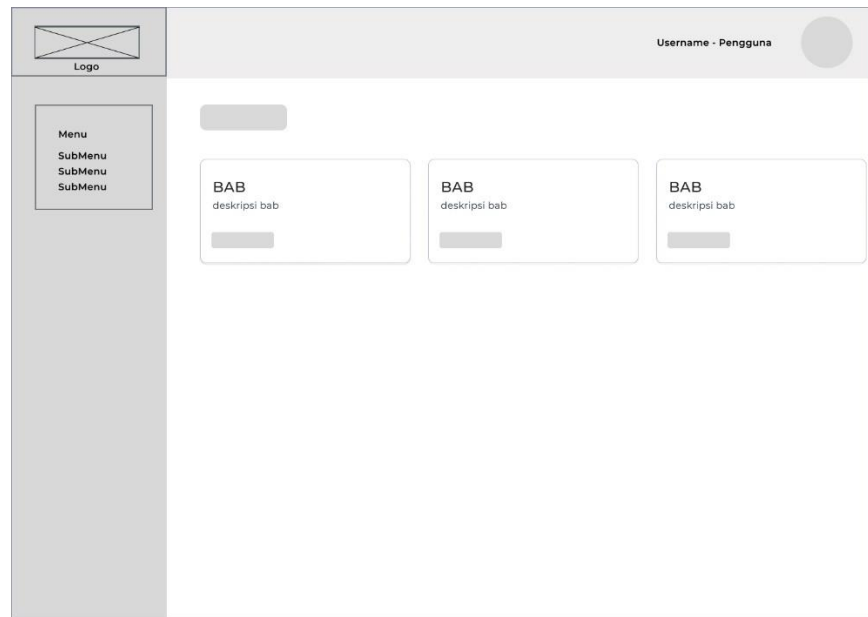 Logo
Username - Pengguna
Menu
SubMenu
SubMenu
SubMenu
BAB
deskripsi bab
BAB
deskripsi bab
BAB
deskripsi bab